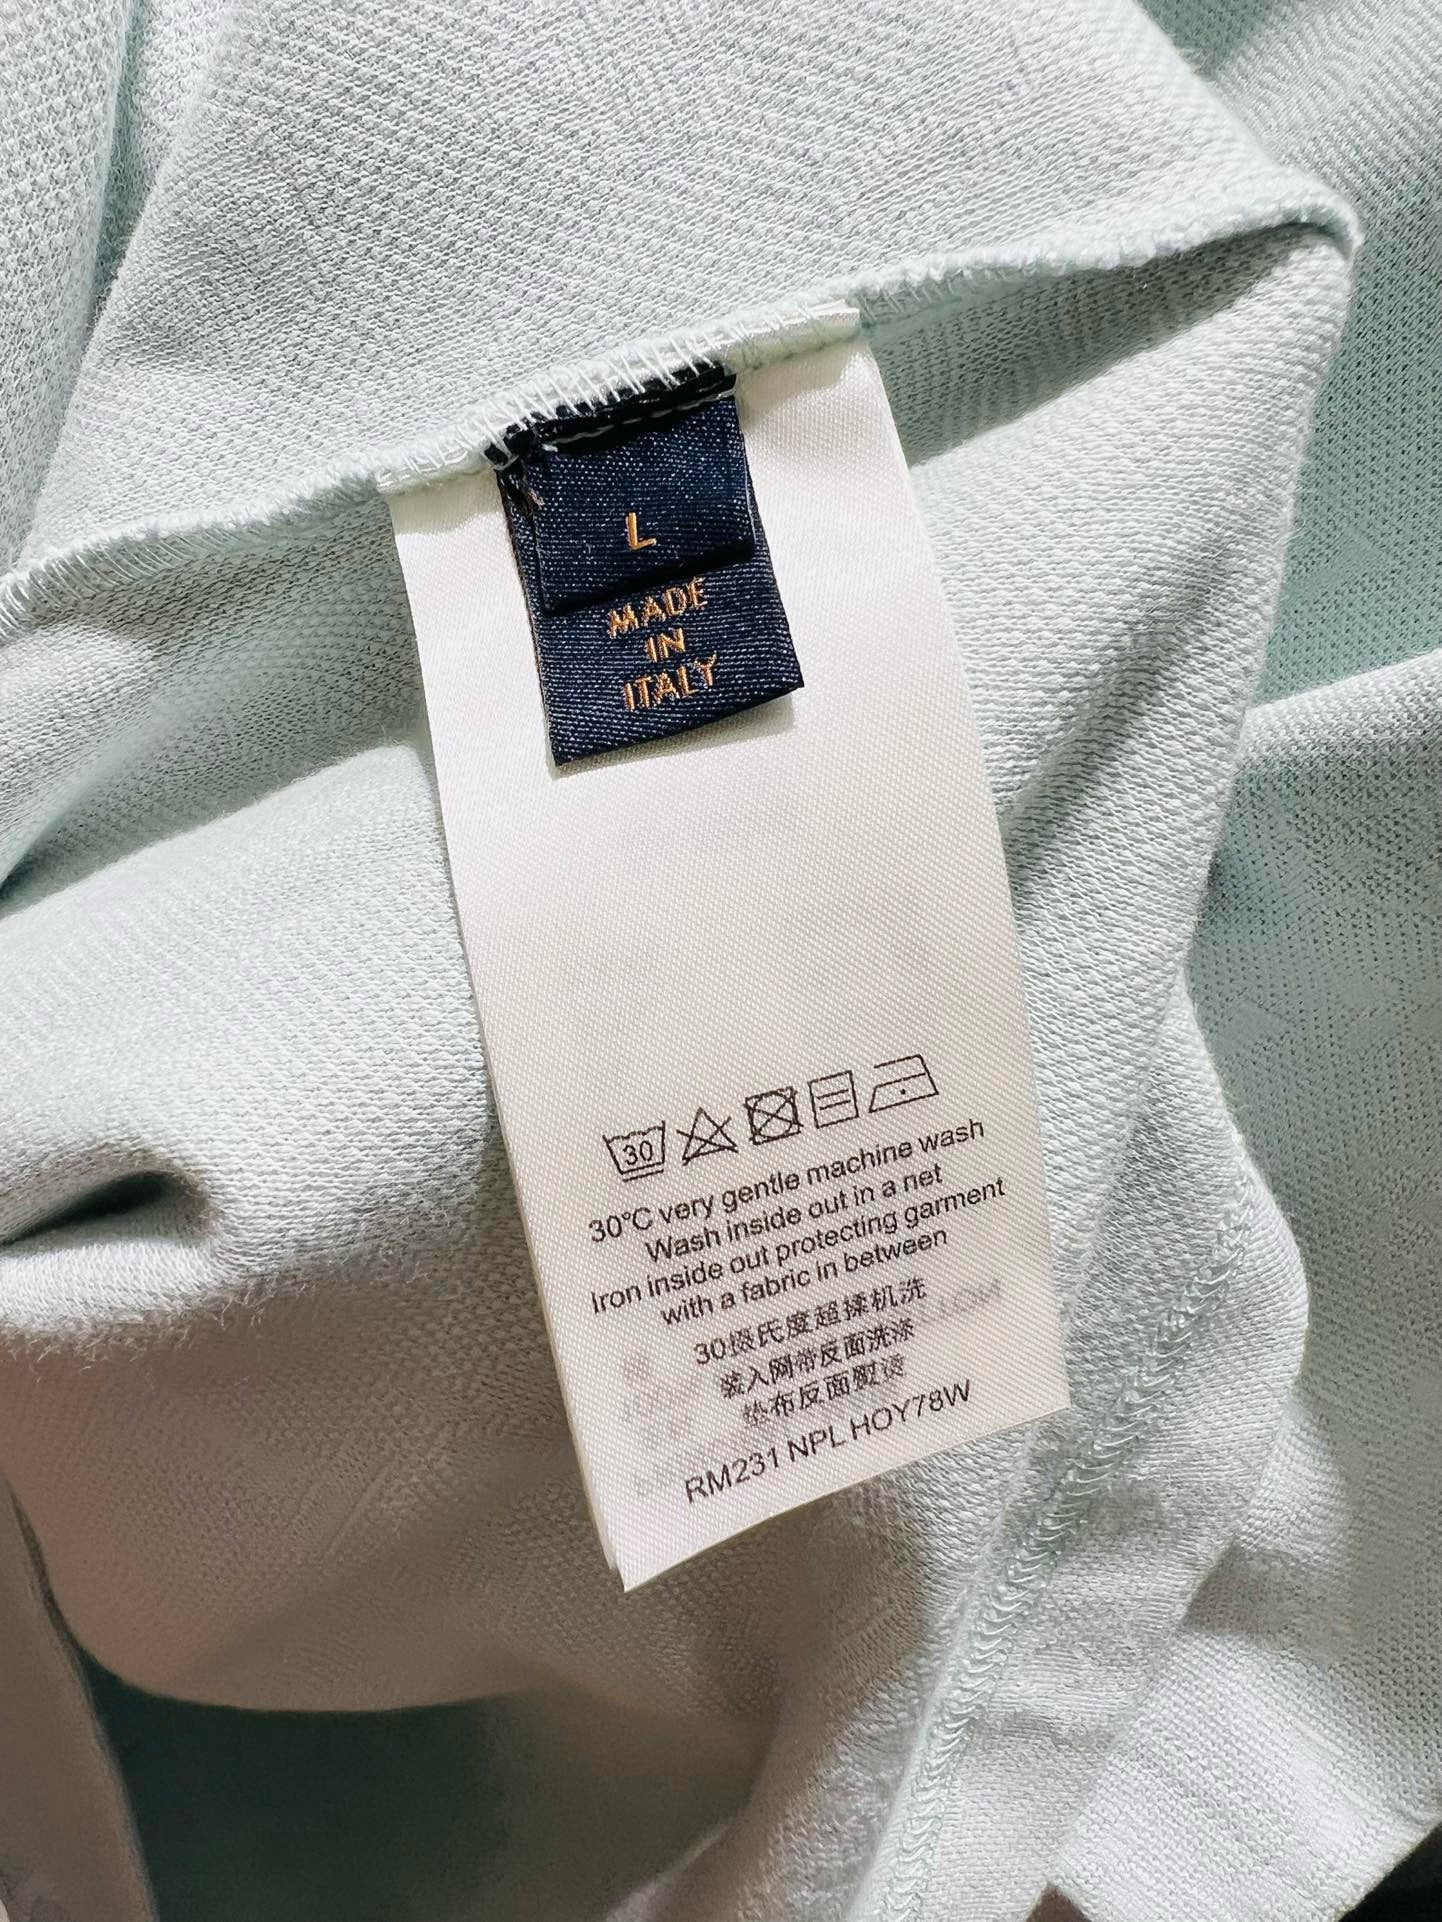 L
MADE
IN
ITALY
30
30°C very gentle machine wash
Wash inside out in a net
Iron inside out protecting garment
with a fabric in between
30摄氏度超揉机洗
装入网带反面洗涤
垫布反面熨烫
RM231 NPL HOY78W